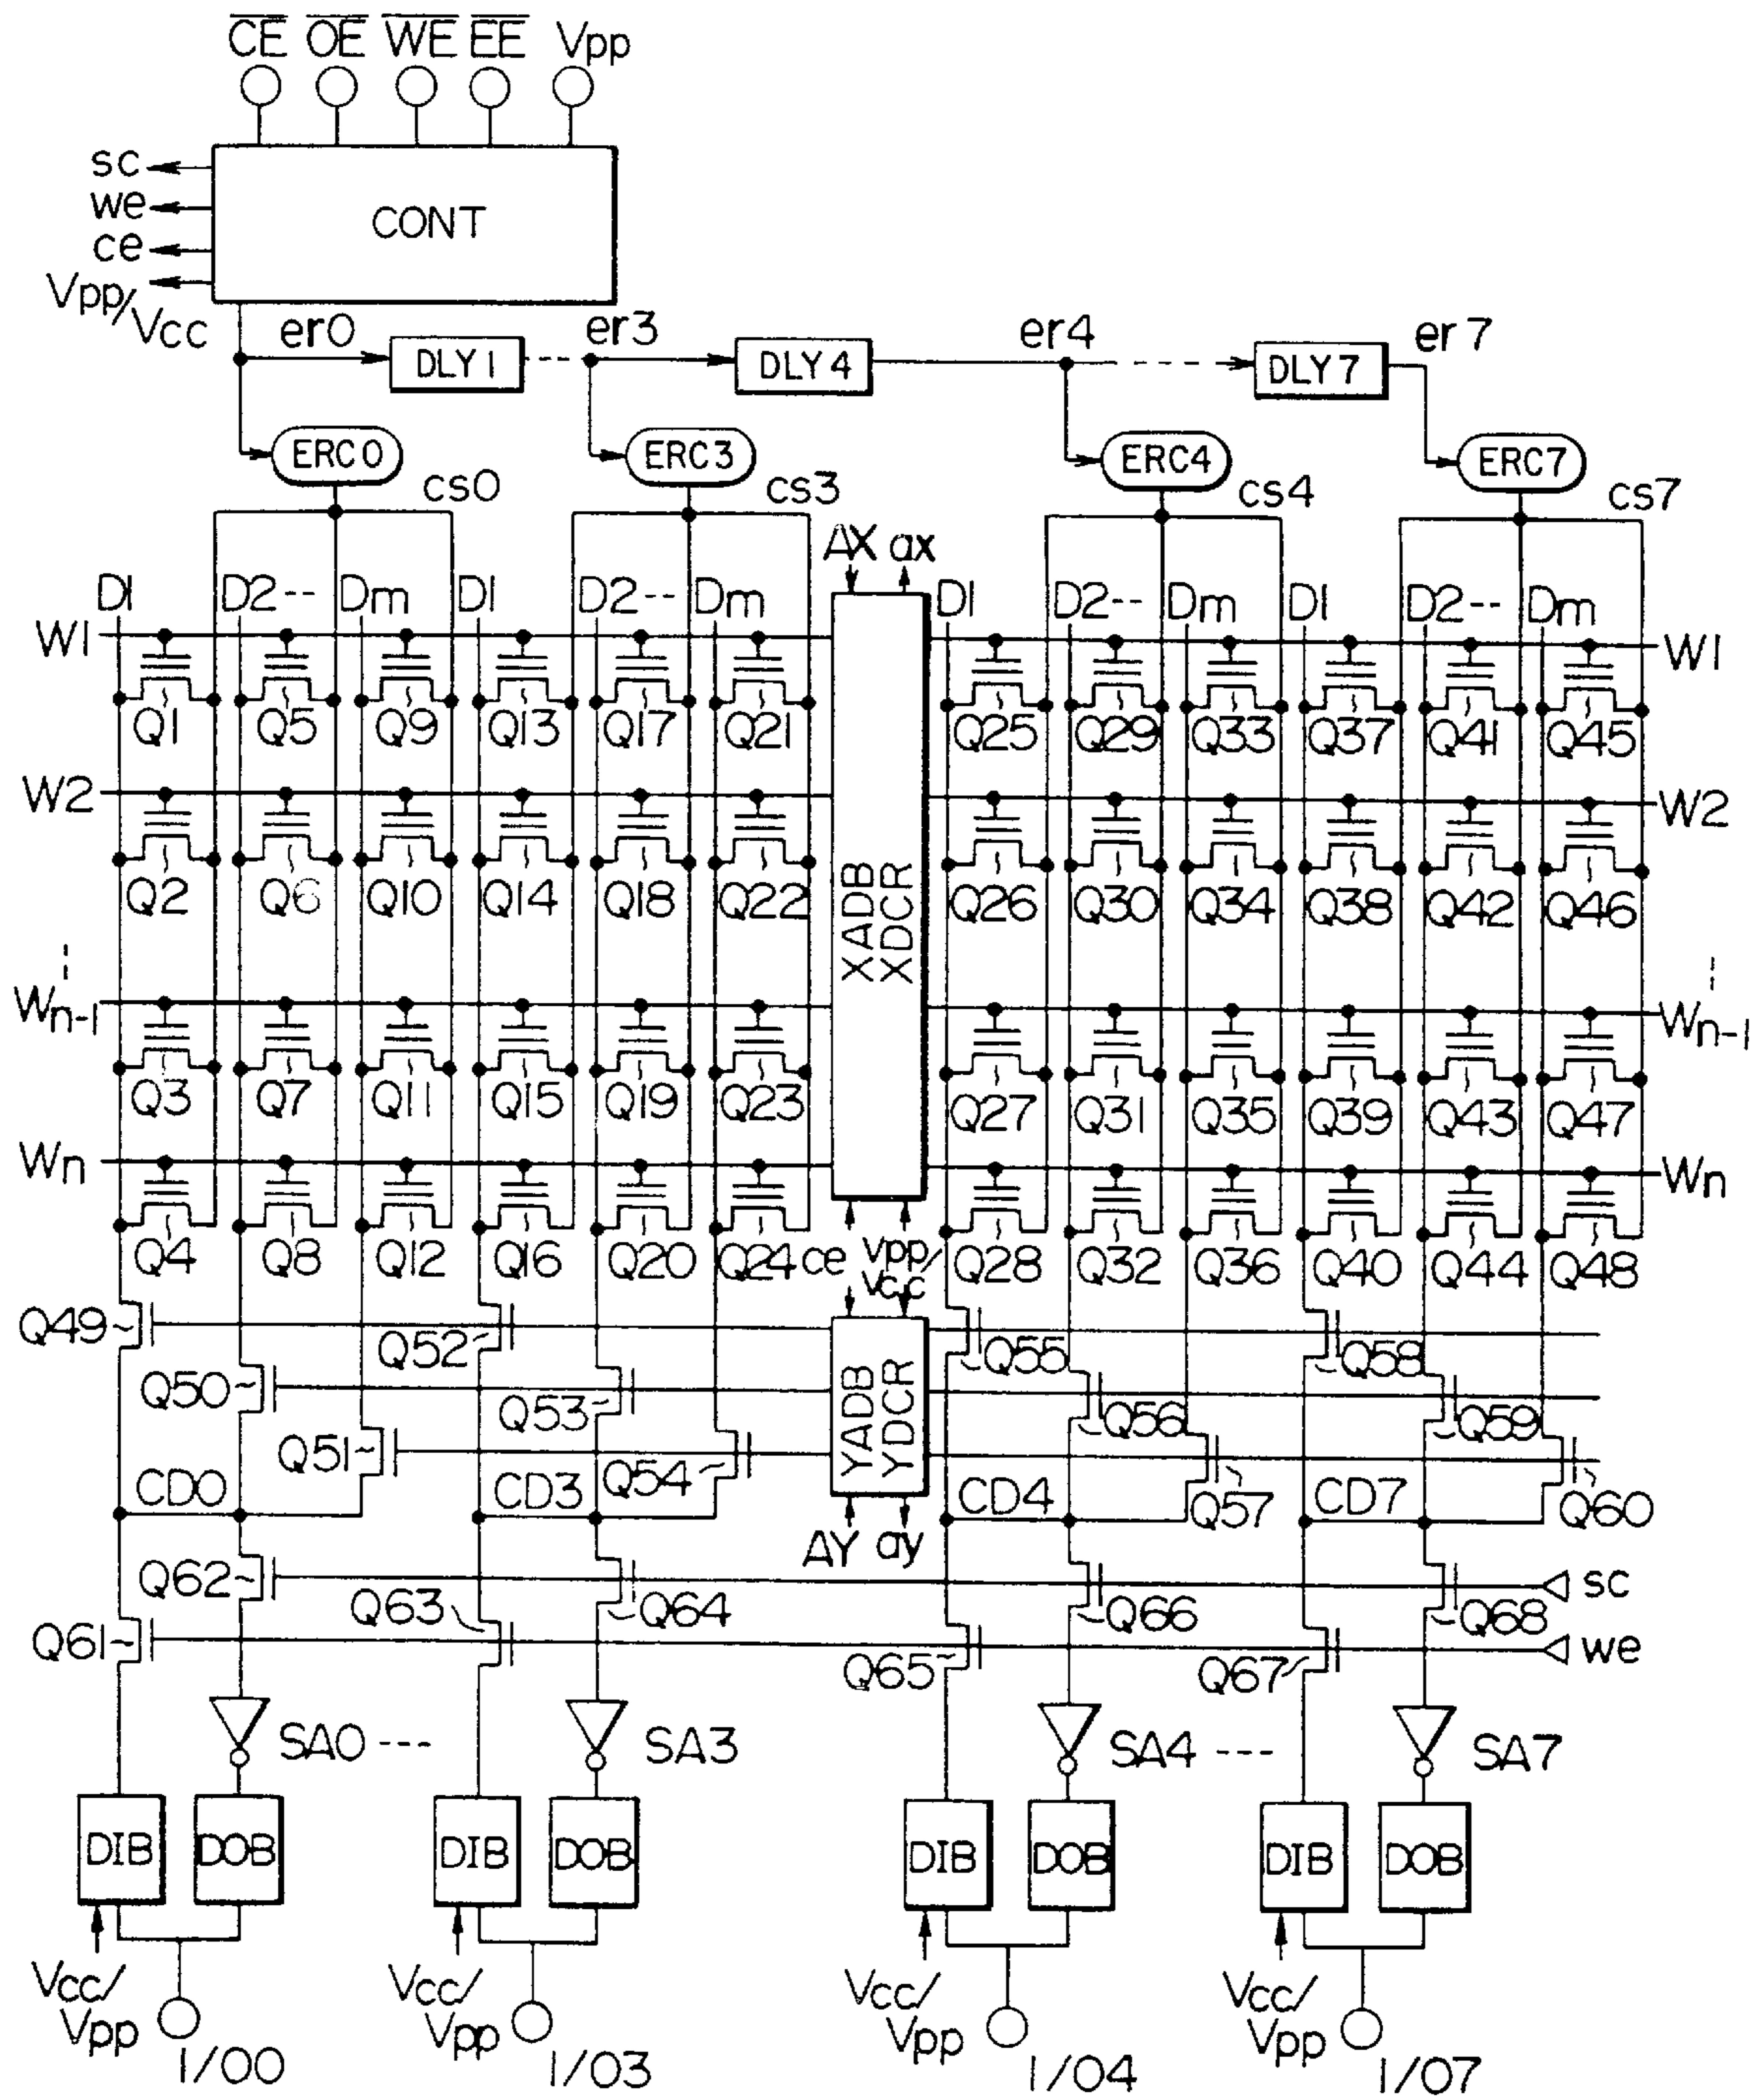 CE OE WE EE Vpp
sc
we
ce
Vpp/Vcc
CONT
er0 er3 er4 er7
DLY1 DLY4 DLY7
ERC0 ERC3 ERC4 ERC7
cs0 cs3 cs4 cs7
AX ax
D1 D2-- Dm D1 D2-- Dm D1 D2-- Dm D1 D2-- Dm
W1 W1
Q1 Q5 Q9 Q13 Q17 Q21 Q25 Q29 Q33 Q37 Q41 Q45
W2 W2
Q2 Q6 Q10 Q14 Q18 Q22 Q26 Q30 Q34 Q38 Q42 Q46
XADB
XDCR
Wn-1 Wn-1
Q3 Q7 Q11 Q15 Q19 Q23 Q27 Q31 Q35 Q39 Q43 Q47
Wn Wn
Q4 Q8 Q12 Q16 Q20 Q24 ce Vpp/Vcc Q28 Q32 Q36 Q40 Q44 Q48
Q49 Q52 Q55 Q58
Q50 Q53 Q56 Q59
YADB
YDCR
Q51 Q54 Q57 Q60
CD0 CD3 CD4 CD7
AY ay
Q62 Q64 Q66 Q68 sc
Q61 Q63 Q65 Q67 we
SA0 --- SA3 SA4 --- SA7
DIB DOB DIB DOB DIB DOB DIB DOB
Vcc/Vpp Vcc/Vpp Vcc/Vpp Vcc/Vpp
I/O0 I/O3 I/O4 I/O7